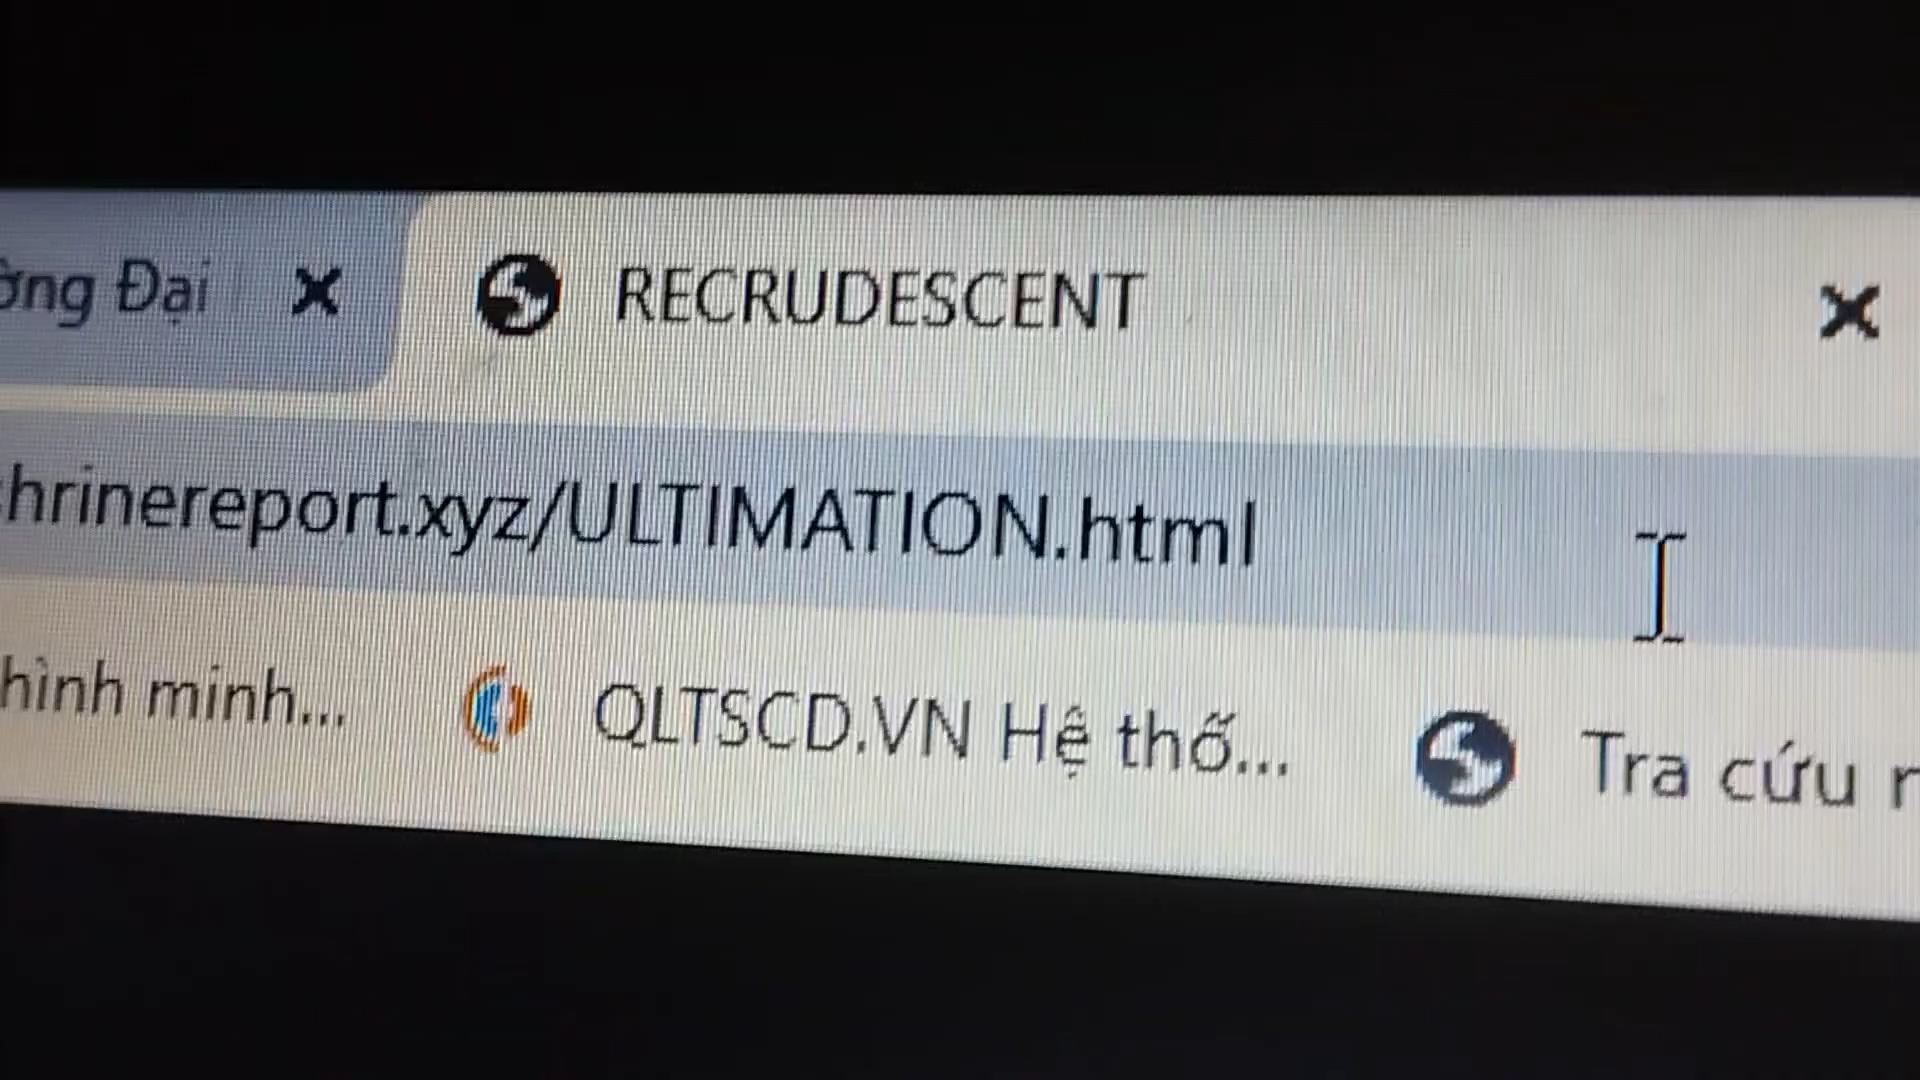 ờng Đại
RECRUDESCENT
hrinereport.xyz/ULTIMATION.html
hình minh...
QLTSCD.VN Hệ thố...
Tra cứu